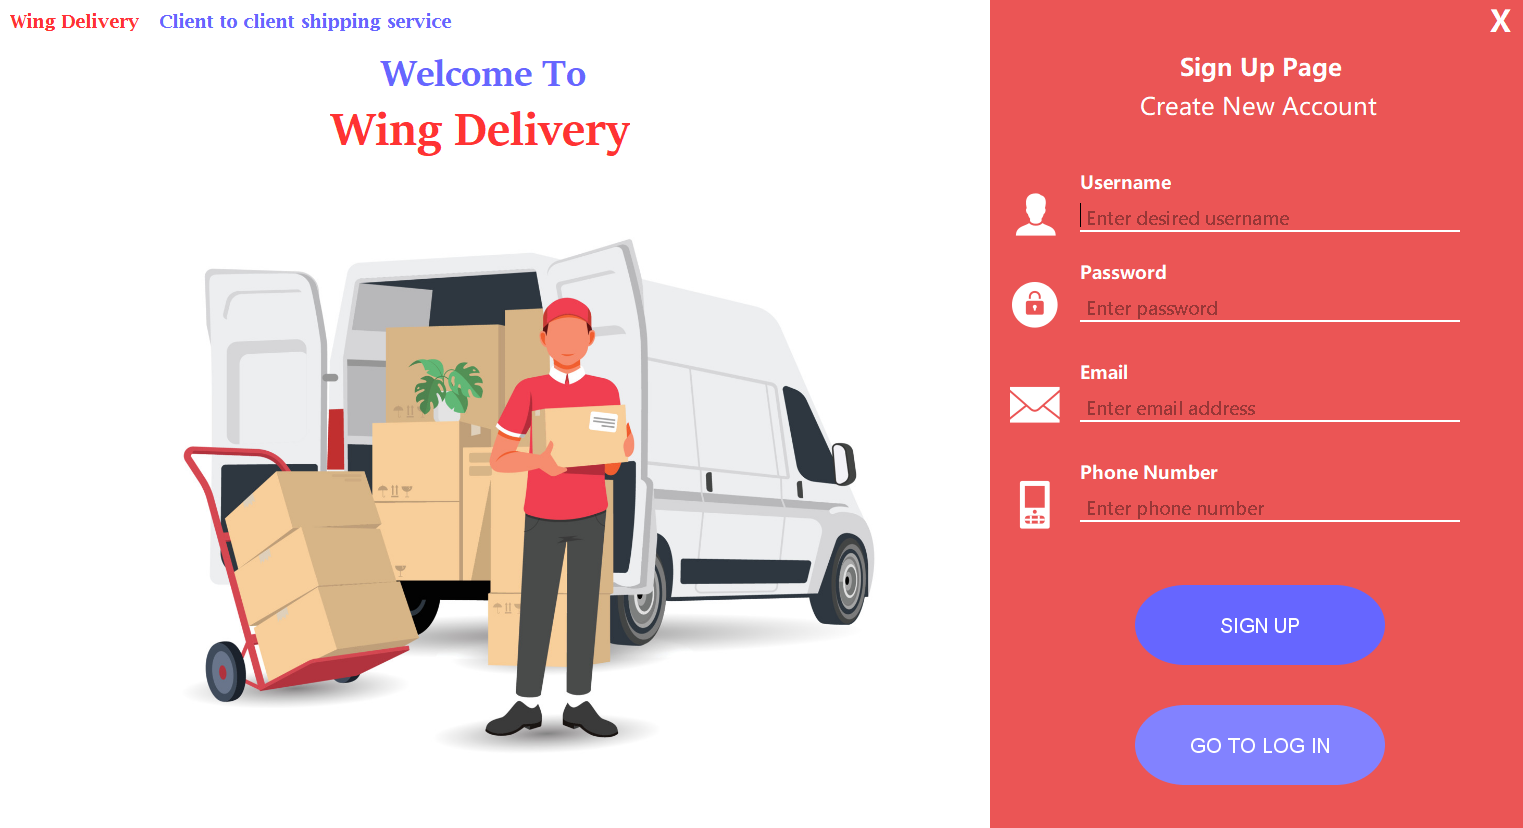 Wing Delivery Client to client shipping service
Welcome To
Wing Delivery
X
Sign Up Page
Create New Account
Username
Enter desired username
Password
Enter password
Email
Enter email address
Phone Number
Enter phone number
SIGN UP
GO TO LOG IN